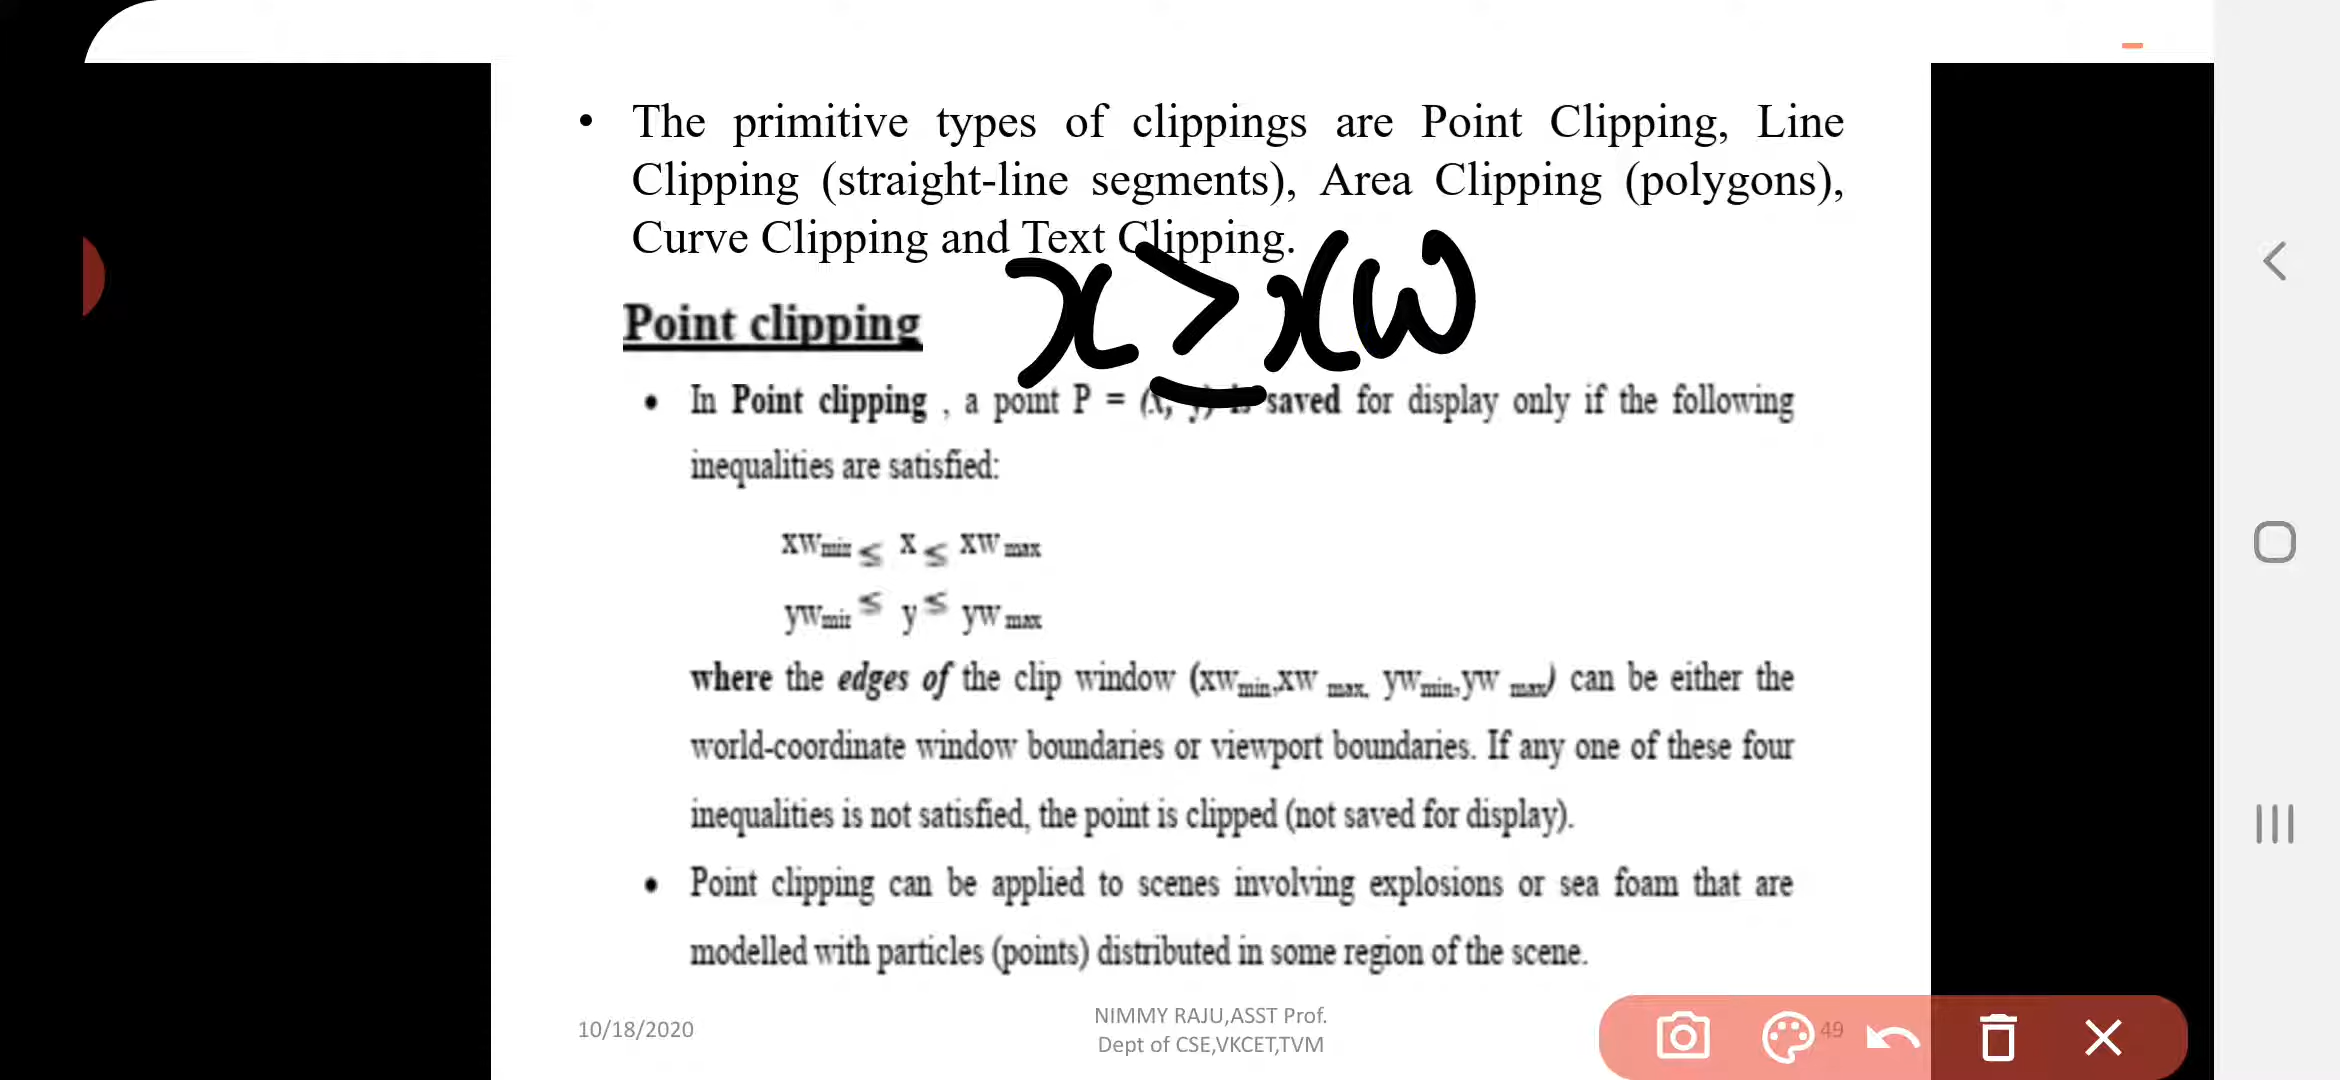 • The primitive types of clippings are Point Clipping, Line
Clipping (straight-line segments), Area Clipping (polygons),
Curve Clipping and Text Clipping.
x ≥ xw
Point clipping
• In Point clipping , a point P = (x, y) is saved for display only if the following
inequalities are satisfied:
xwmin ≤ x ≤ xw max
ywmin ≤ y ≤ yw max
where the edges of the clip window (xwmin,xw max, ywmin,yw max) can be either the
world-coordinate window boundaries or viewport boundaries. If any one of these four
inequalities is not satisfied, the point is clipped (not saved for display).
• Point clipping can be applied to scenes involving explosions or sea foam that are
modelled with particles (points) distributed in some region of the scene.
10/18/2020
NIMMY RAJU,ASST Prof.
Dept of CSE,VKCET,TVM
49